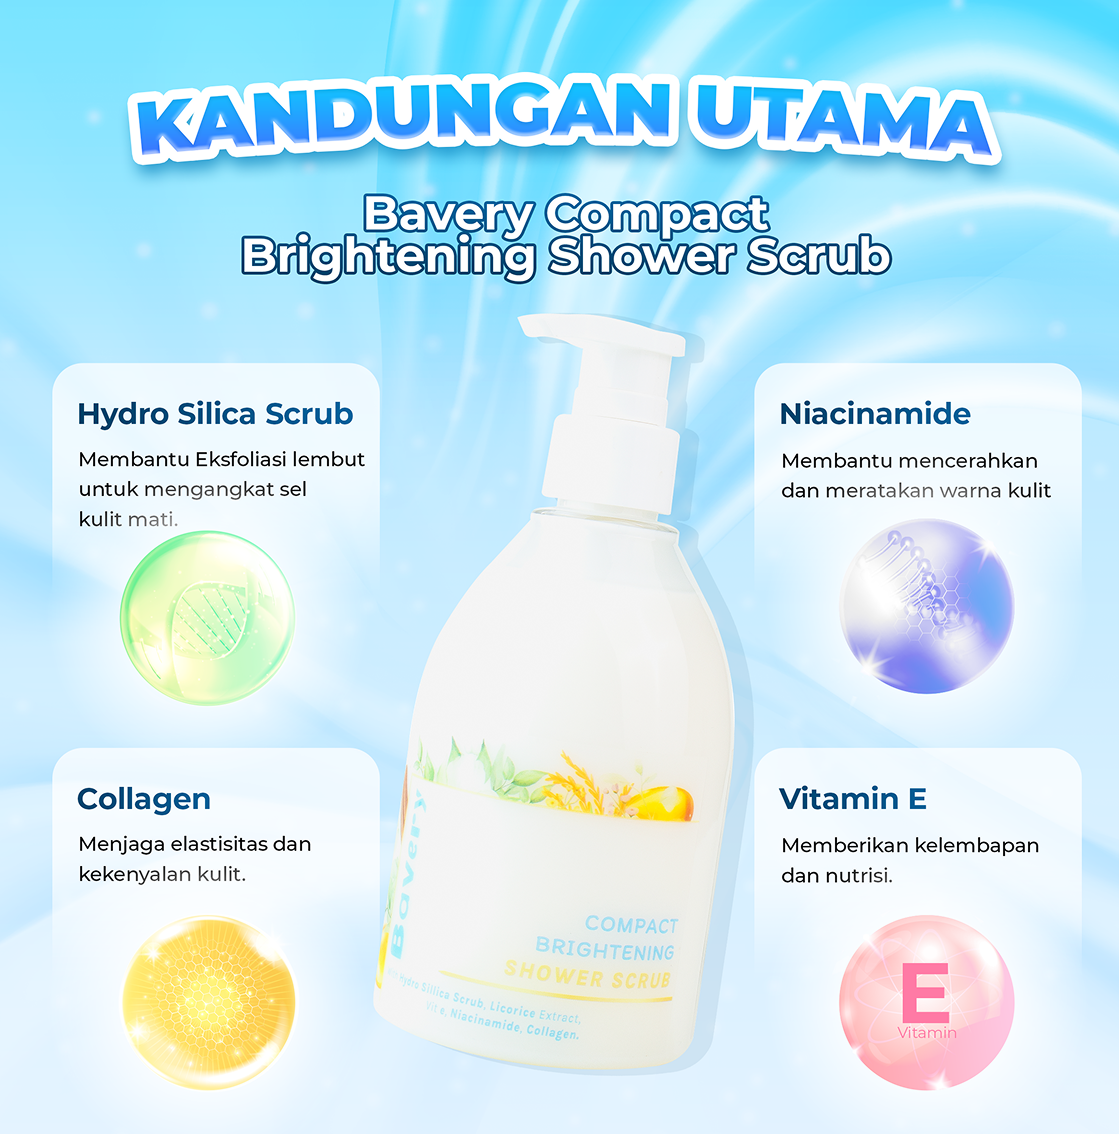 KANDUNGAN UTAMA
Bavery Compact
Brightening Shower Scrub
Hydro Silica Scrub
Membantu Eksfoliasi lembut
untuk mengangkat sel
kulit mati.
Niacinamide
Membantu mencerahkan
dan meratakan warna kulit
Collagen
Menjaga elastisitas dan
kekenyalan kulit.
Vitamin E
Memberikan kelembapan
dan nutrisi.
E
Vitamin
Bavery
COMPACT
BRIGHTENING
SHOWER SCRUB
Hydro Sillica Scrub, Licorice Extract,
Vit e, Niacinamide, Collagen,